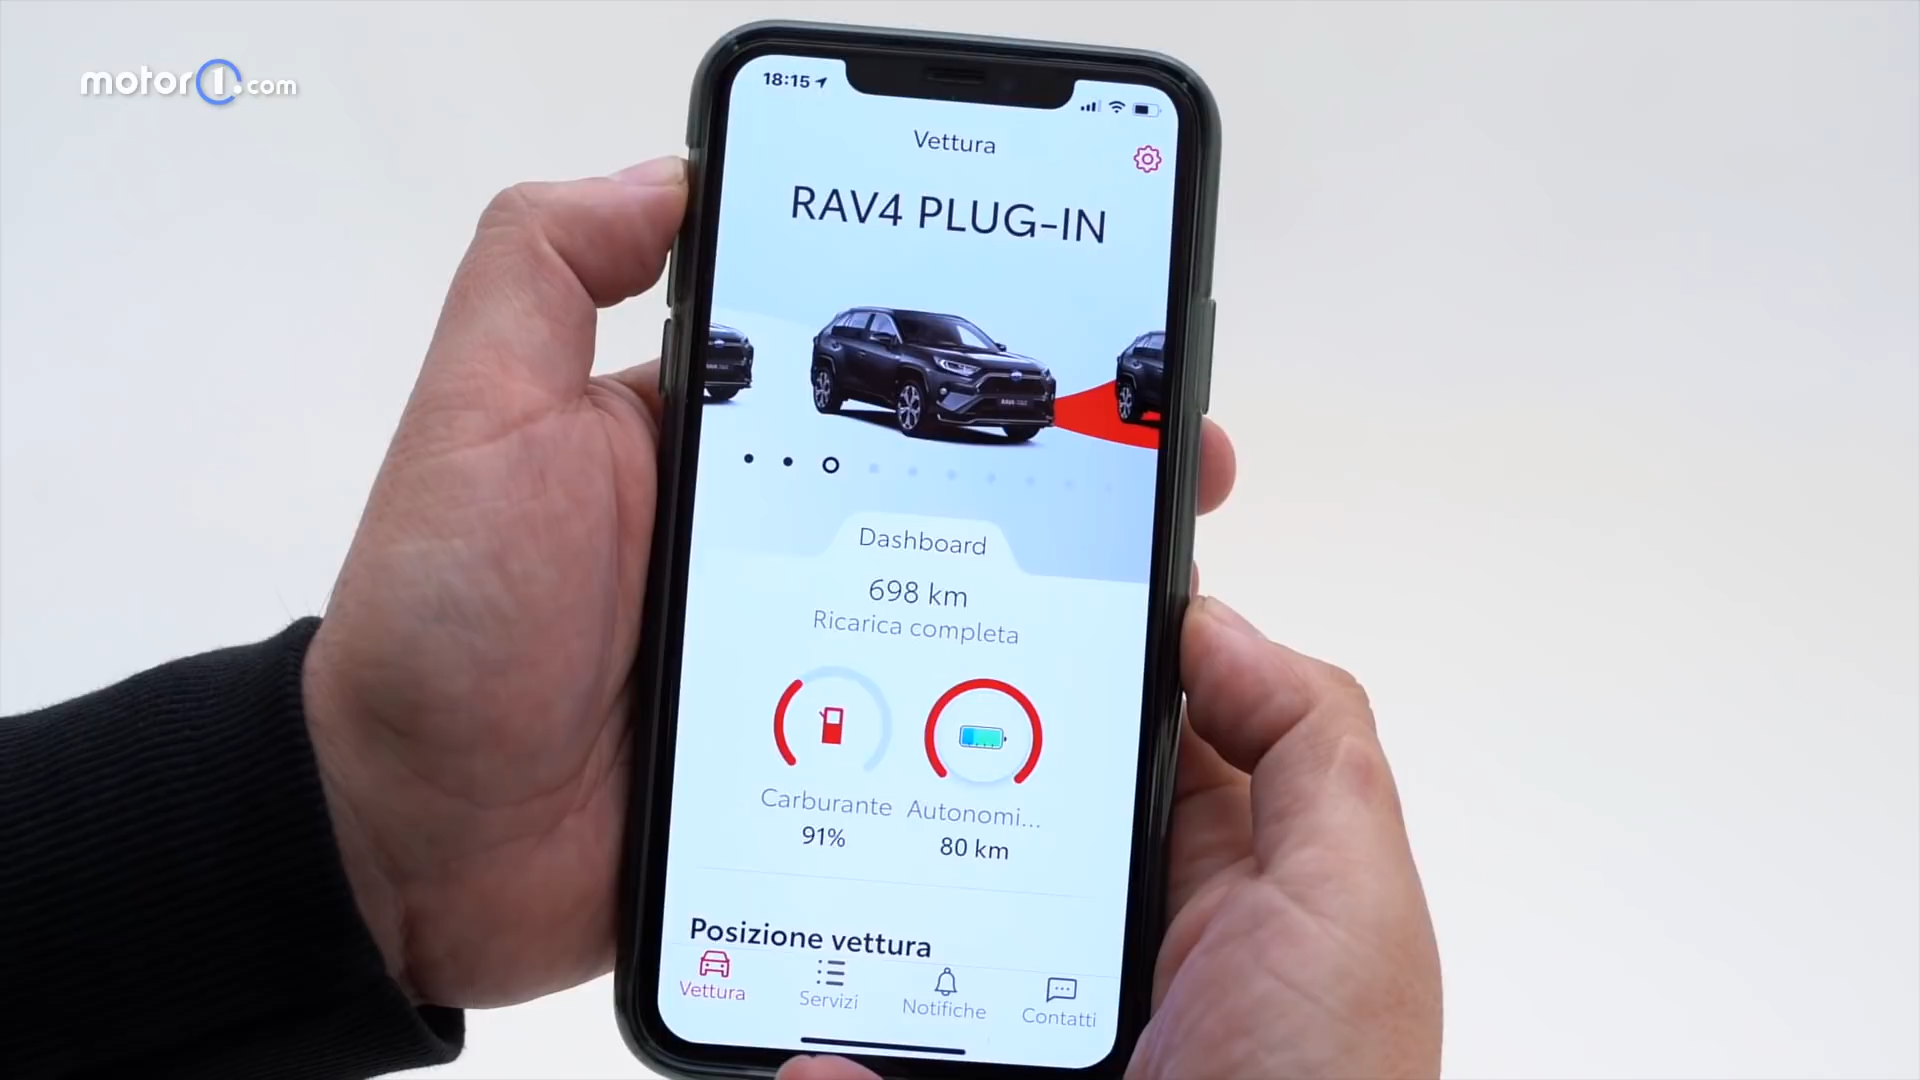 motor1.com
18:15
Vettura
RAV4 PLUG-IN
Dashboard
698 km
Ricarica completa
Carburante
91%
Autonomi...
80 km
Posizione vettura
Vettura
Servizi
Notifiche
Contatti